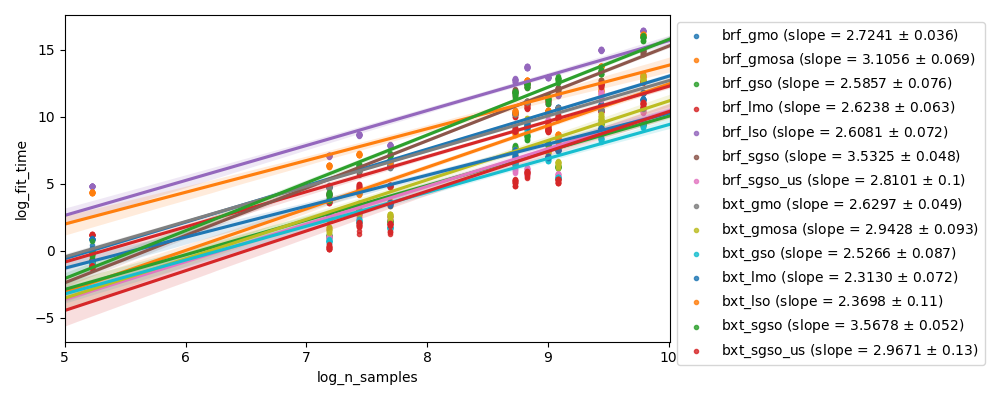 log_fit_time
15
10
5
0
−5
5
6
7
8
9
10
log_n_samples
brf_gmo (slope = 2.7241 ± 0.036)
brf_gmosa (slope = 3.1056 ± 0.069)
brf_gso (slope = 2.5857 ± 0.076)
brf_lmo (slope = 2.6238 ± 0.063)
brf_lso (slope = 2.6081 ± 0.072)
brf_sgso (slope = 3.5325 ± 0.048)
brf_sgso_us (slope = 2.8101 ± 0.1)
bxt_gmo (slope = 2.6297 ± 0.049)
bxt_gmosa (slope = 2.9428 ± 0.093)
bxt_gso (slope = 2.5266 ± 0.087)
bxt_lmo (slope = 2.3130 ± 0.072)
bxt_lso (slope = 2.3698 ± 0.11)
bxt_sgso (slope = 3.5678 ± 0.052)
bxt_sgso_us (slope = 2.9671 ± 0.13)